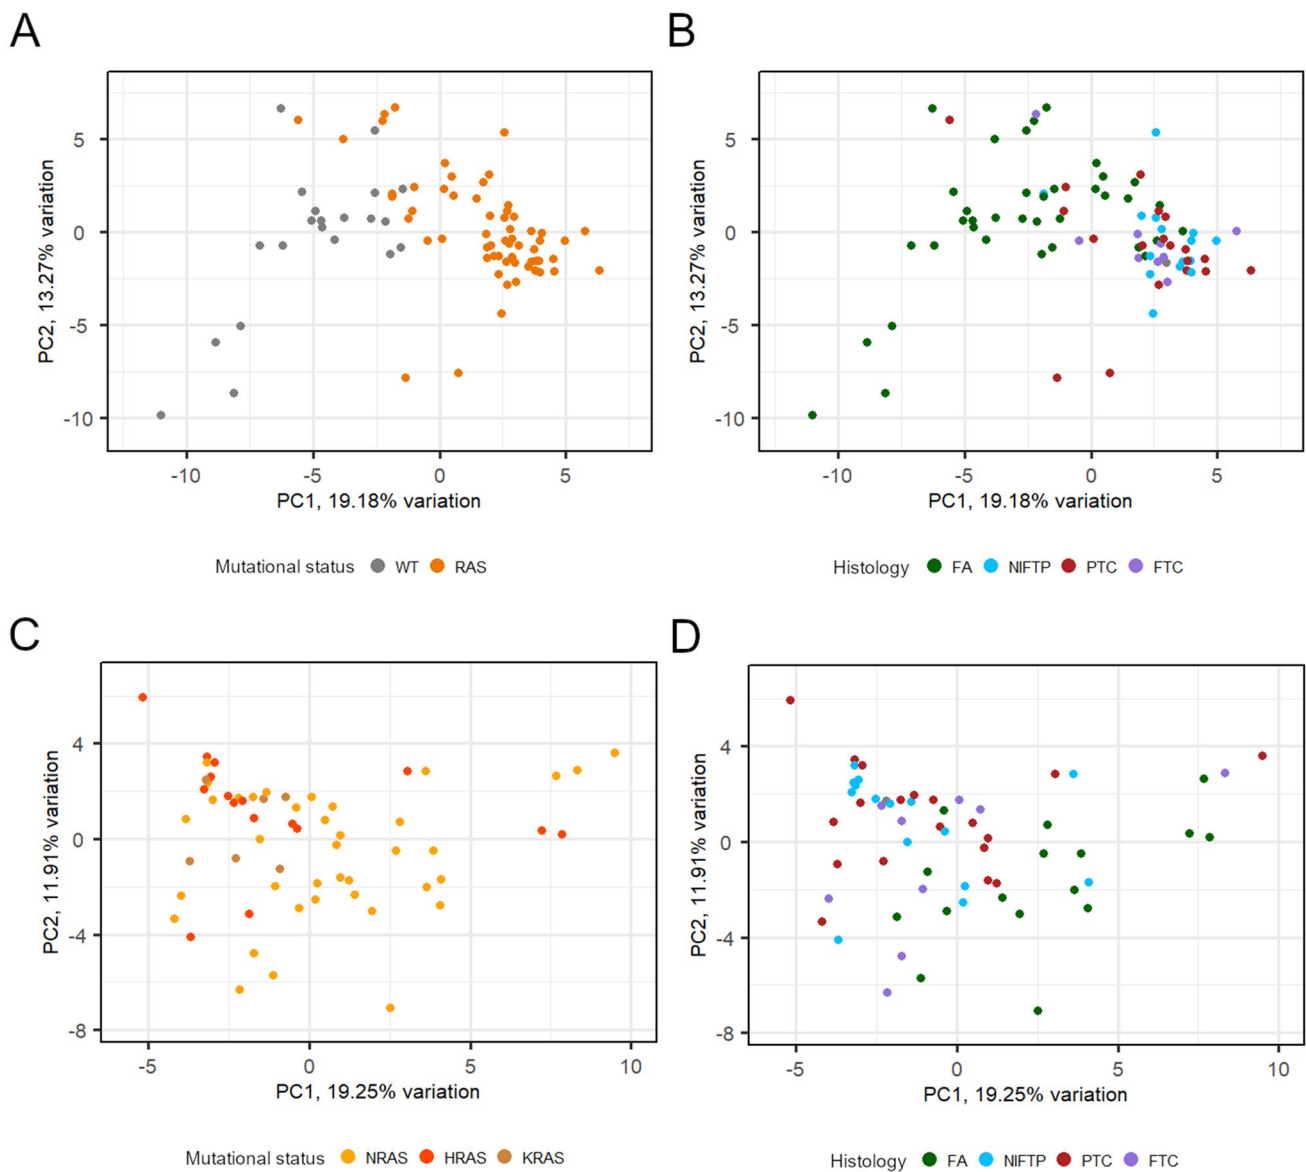 A
B
5
0
-5
-10
PC2, 13.27% variation
-10
-5
0
5
PC1, 19.18% variation
Mutational status WT RAS
5
0
-5
-10
PC2, 13.27% variation
-10
-5
0
5
PC1, 19.18% variation
Histology FA NIFTP PTC FTC
C
D
4
0
-4
-8
PC2, 11.91% variation
-5
0
5
10
PC1, 19.25% variation
Mutational status NRAS HRAS KRAS
4
0
-4
-8
PC2, 11.91% variation
-5
0
5
10
PC1, 19.25% variation
Histology FA NIFTP PTC FTC